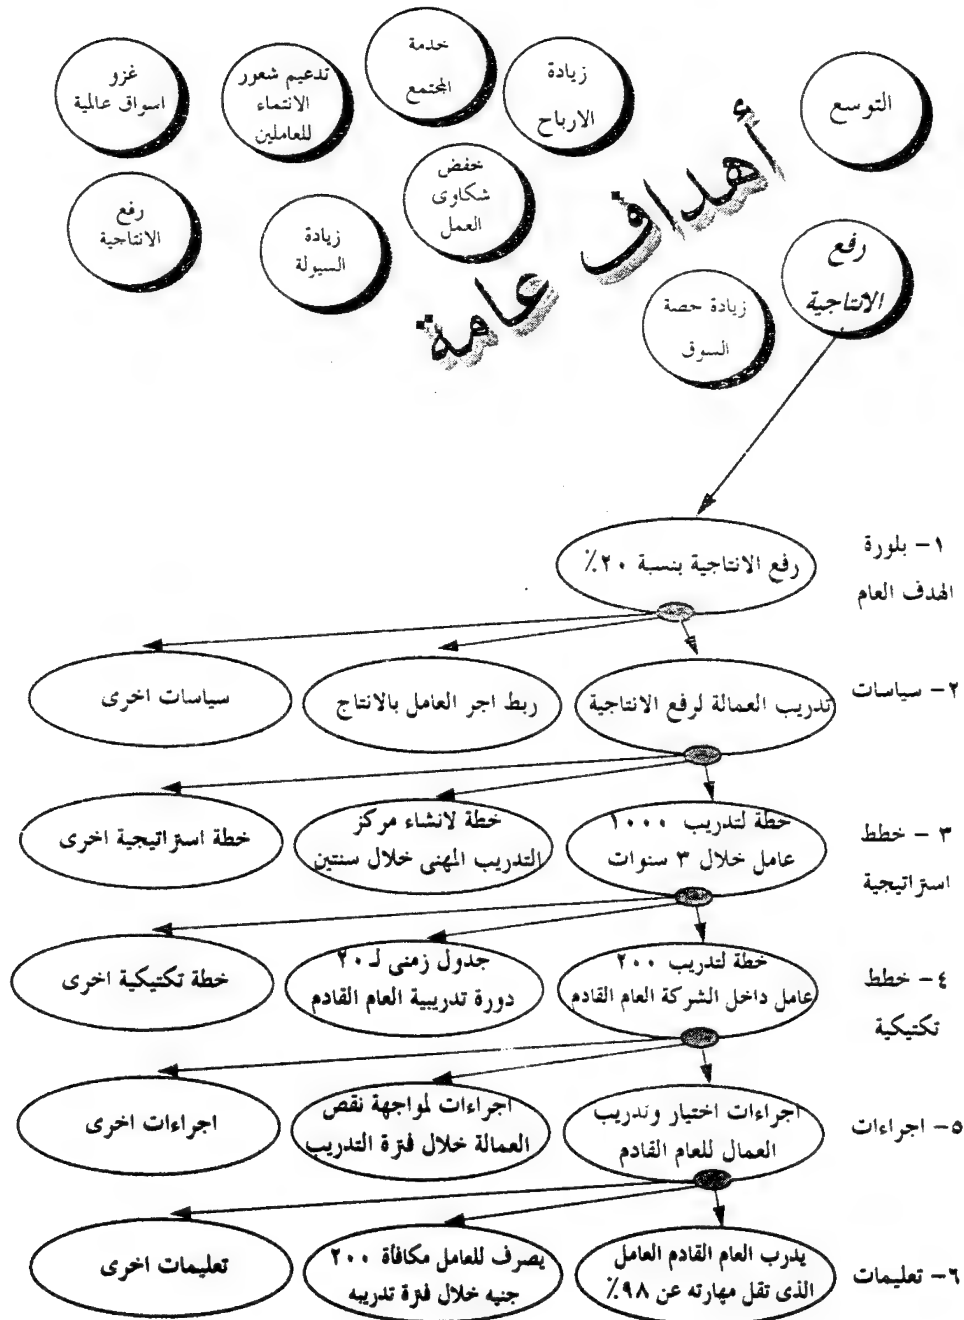 التوسع
زيادة
الارباح
خدمة
المجتمع
تدعيم شعور
الانتماء
للعاملين
غزو
اسواق عالمية
أهداف عامة
رفع
الانتاجية
زيادة حصة
السوق
خفض
شكاوى
العمل
زيادة
السيولة
رفع
الانتاجية
١- بلورة
الهدف العام
رفع الانتاجية بنسبة ٢٠٪
٢- سياسات
تدريب العمالة لرفع الانتاجية
ربط اجر العامل بالانتاج
سياسات اخرى
٣ - خطط
استراتيجية
خطة لتدريب ١٠٠٠
عامل خلال ٣ سنوات
خطة لانشاء مركز
التدريب المهنى خلال سنتين
خطة استراتيجية اخرى
٤- خطط
تكتيكية
خطة لتدريب ٢٠٠
عامل داخل الشركة العام القادم
جدول زمنى لـ ٢٠
دورة تدريبية العام القادم
خطة تكتيكية اخرى
٥- اجراءات
اجراءات اختيار وتدريب
العمال للعام القادم
اجراءات لمواجهة نقص
العمالة خلال فترة التدريب
اجراءات اخرى
٦- تعليمات
يدرب العام القادم العامل
الذى تقل مهارته عن ٩٨٪
يصرف للعامل مكافأة ٢٠٠
جنيه خلال فترة تدريبه
تعليمات اخرى